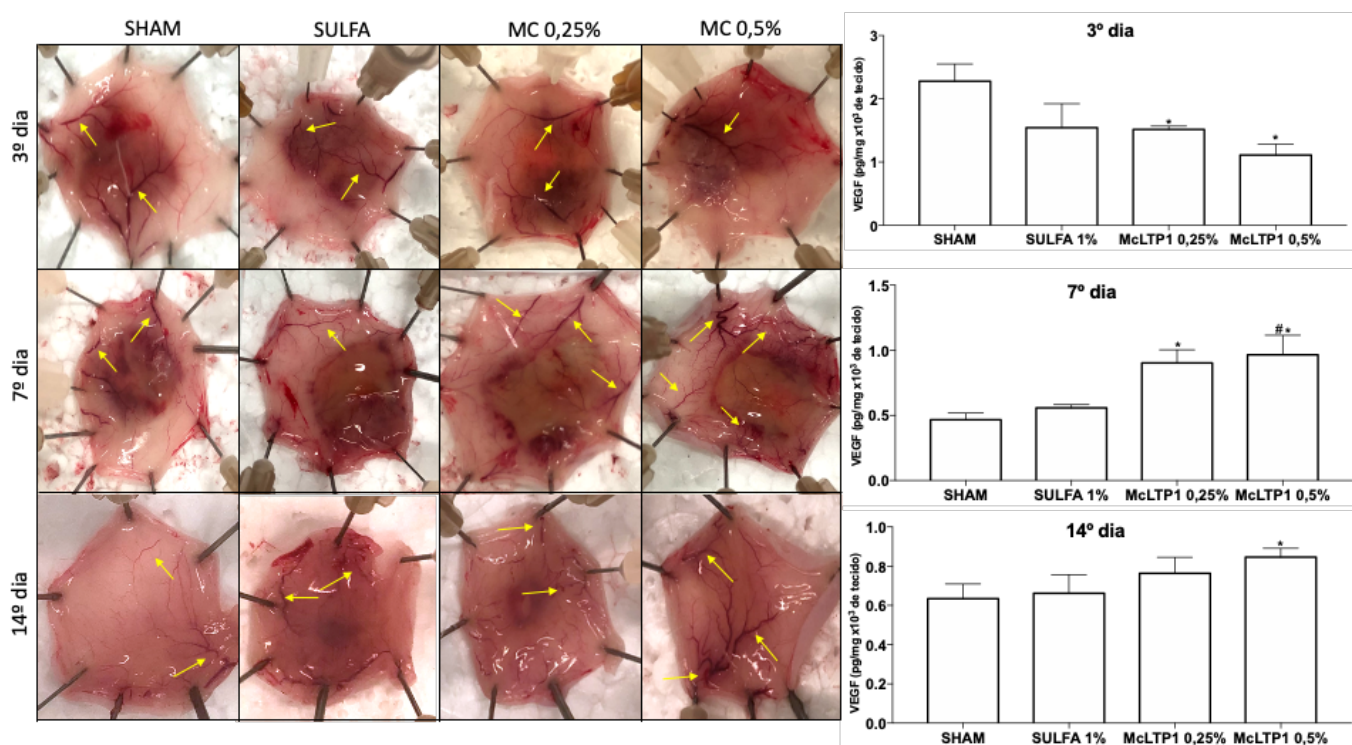 SHAM SULFA MC 0,25% MC 0,5%
3º dia
7º dia
14º dia
3º dia
VEGF (pg/mg x10³ de tecido)
3
2
1
0
*
*
SHAM SULFA 1% McLTP1 0,25% McLTP1 0,5%
7º dia
VEGF (pg/mg x10³ de tecido)
1.5
1.0
0.5
0.0
*
#*
SHAM SULFA 1% McLTP1 0,25% McLTP1 0,5%
14º dia
VEGF (pg/mg x10³ de tecido)
1.0
0.8
0.6
0.4
0.2
0.0
*
SHAM SULFA 1% McLTP1 0,25% McLTP1 0,5%